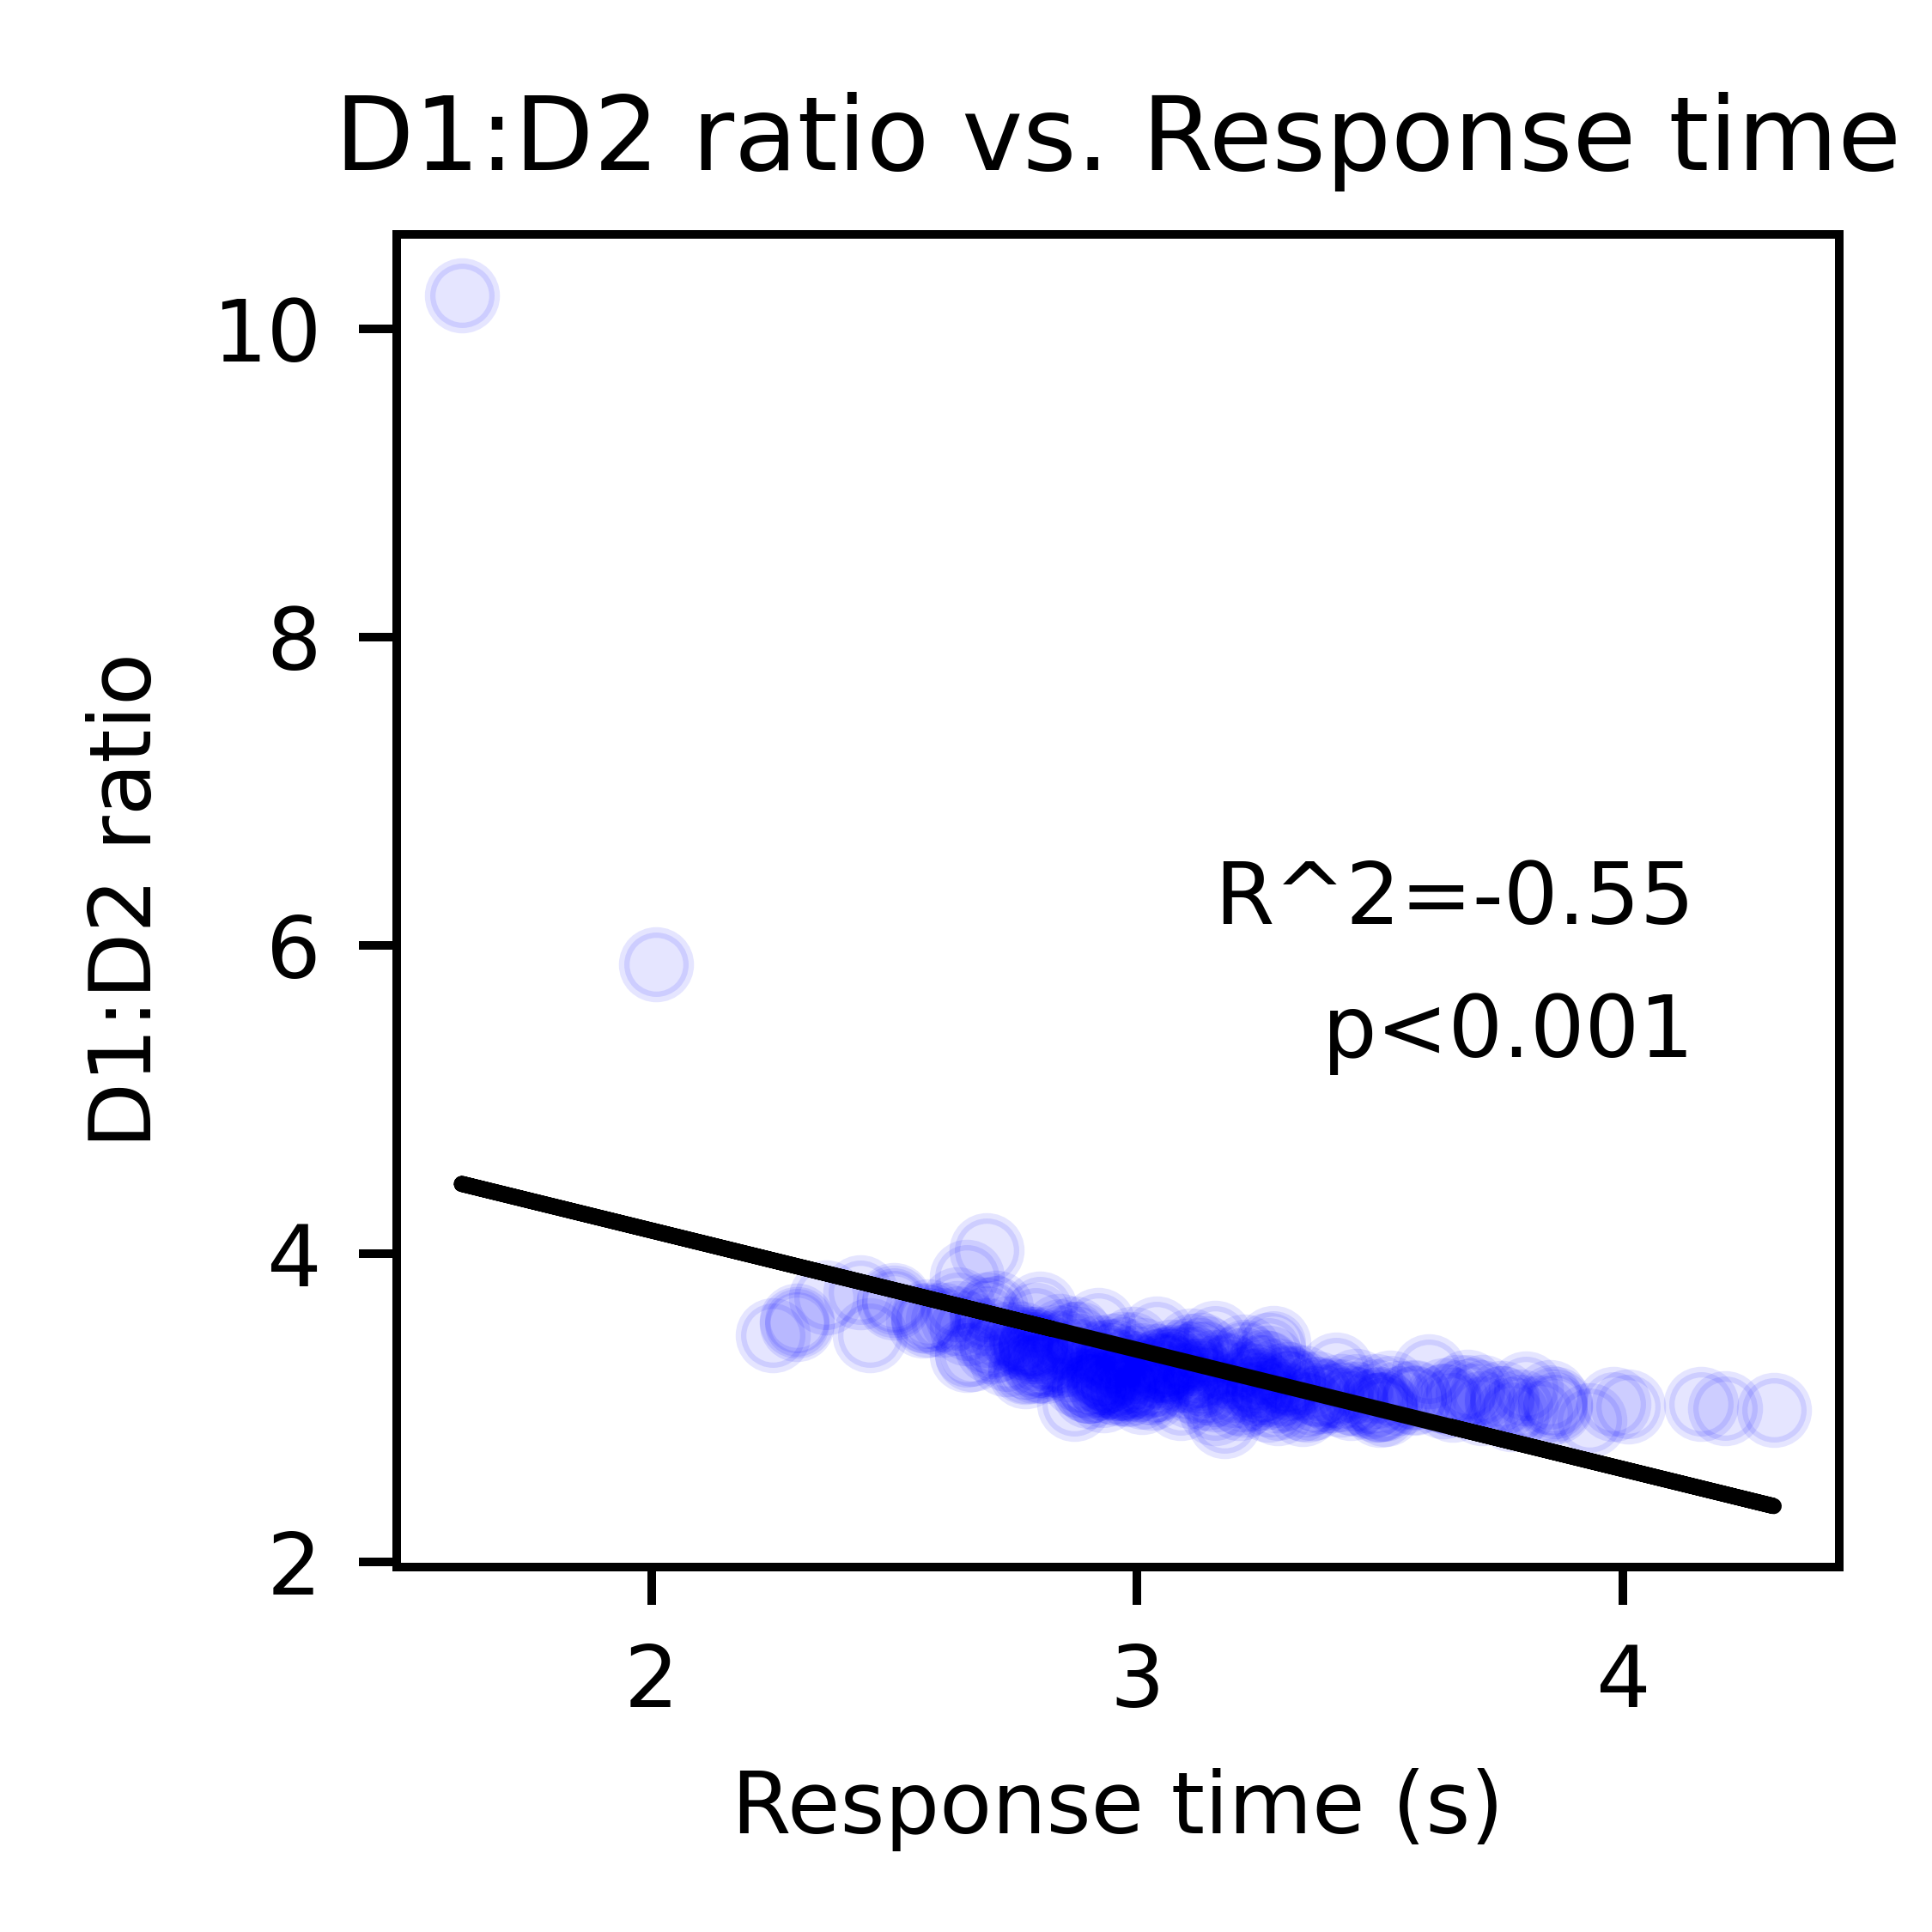 D1:D2 ratio vs. Response time
10
8
6
4
2
D1:D2 ratio
R^2=-0.55
p<0.001
2 3 4
Response time (s)